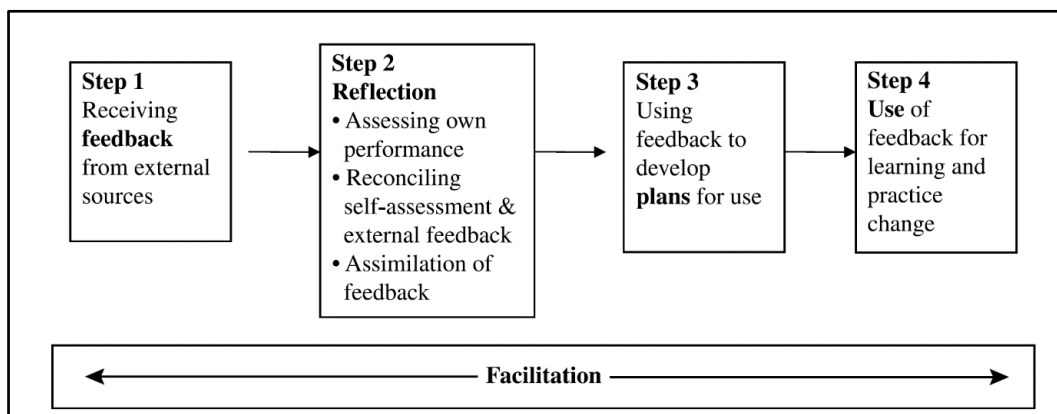 Step 1
Receiving
feedback
from external
sources
Step 2
Reflection
• Assessing own
performance
• Reconciling
self-assessment &
external feedback
• Assimilation of
feedback
Step 3
Using
feedback to
develop
plans for use
Step 4
Use of
feedback for
learning and
practice
change
Facilitation